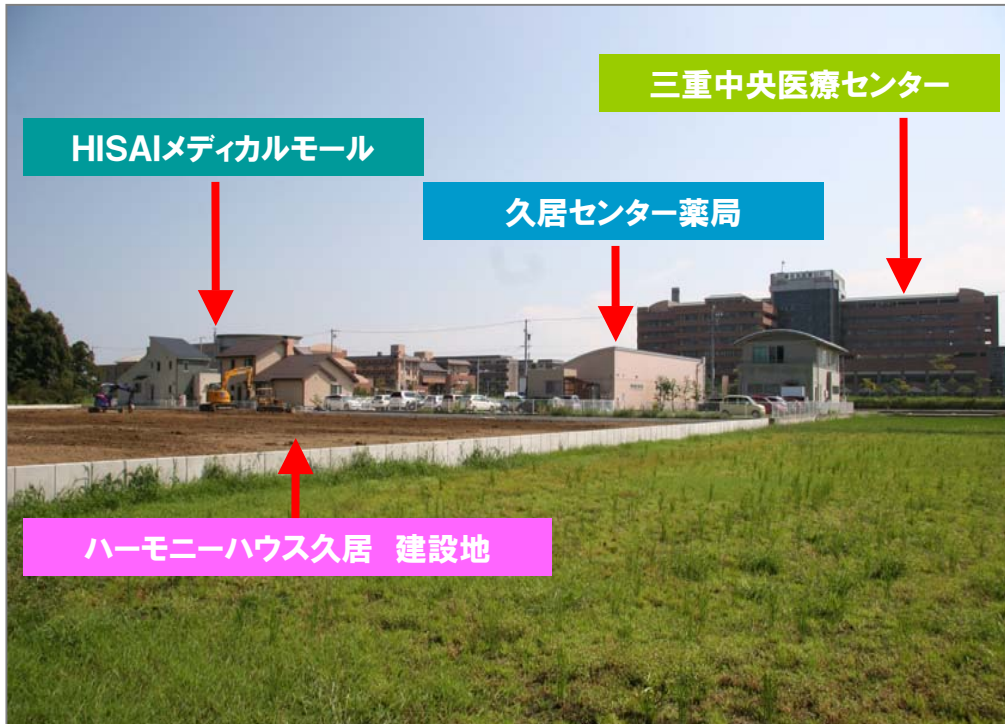 三重中央医療センター
HISAIメディカルモール
久居センター薬局
ハーモニーハウス久居　建設地